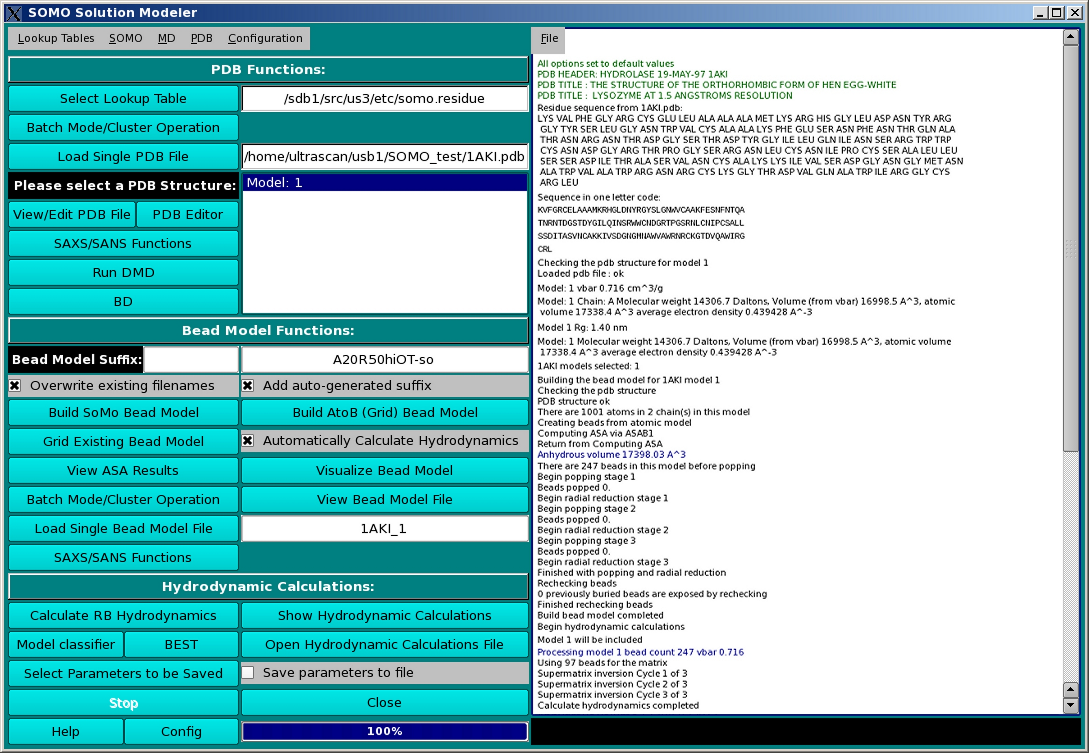 SOMO Solution Modeler
Lookup Tables SOMO MD PDB Configuration
PDB Functions:
Select Lookup Table
/sdb1/src/us3/etc/somo.residue
Batch Mode/Cluster Operation
Load Single PDB File
/home/ultrascan/usb1/SOMO_test/1AKI.pdb
Please select a PDB Structure:
Model: 1
View/Edit PDB File
PDB Editor
SAXS/SANS Functions
Run DMD
BD
Bead Model Functions:
Bead Model Suffix:
A20R50hiOT-so
Overwrite existing filenames
Add auto-generated suffix
Build SoMo Bead Model
Build AtoB (Grid) Bead Model
Grid Existing Bead Model
Automatically Calculate Hydrodynamics
View ASA Results
Visualize Bead Model
Batch Mode/Cluster Operation
View Bead Model File
Load Single Bead Model File
1AKI_1
SAXS/SANS Functions
Hydrodynamic Calculations:
Calculate RB Hydrodynamics
Show Hydrodynamic Calculations
Model classifier
BEST
Open Hydrodynamic Calculations File
Select Parameters to be Saved
Save parameters to file
Stop
Close
Help
Config
100%
File
All options set to default values
PDB HEADER: HYDROLASE 19-MAY-97 1AKI
PDB TITLE : THE STRUCTURE OF THE ORTHORHOMBIC FORM OF HEN EGG-WHITE
PDB TITLE : LYSOZYME AT 1.5 ANGSTROMS RESOLUTION
Residue sequence from 1AKI.pdb:
LYS VAL PHE GLY ARG CYS GLU LEU ALA ALA ALA MET LYS ARG HIS GLY LEU ASP ASN TYR ARG
GLY TYR SER LEU GLY ASN TRP VAL CYS ALA ALA LYS PHE GLU SER ASN PHE ASN THR GLN ALA
THR ASN ARG ASN THR ASP GLY SER THR ASP TYR GLY ILE LEU GLN ILE ASN SER ARG TRP TRP
CYS ASN ASP GLY ARG THR PRO GLY SER ARG ASN LEU CYS ASN ILE PRO CYS SER ALA LEU LEU
SER SER ASP ILE THR ALA SER VAL ASN CYS ALA LYS LYS ILE VAL SER ASP GLY ASN GLY MET ASN
ALA TRP VAL ALA TRP ARG ASN ARG CYS LYS GLY THR ASP VAL GLN ALA TRP ILE ARG GLY CYS
ARG LEU
Sequence in one letter code:
KVFGRCELAAAMKRHGLDNYRGYSLGNWVCAAKFESNFNTQA
TNRNTDGSTDYGILQINSRWWCNDGRTPGSRNLCNIPCSALL
SSDITASVNCAKKIVSDGNGMNAWVAWRNRCKGTDVQAWIRG
CRL
Checking the pdb structure for model 1
Loaded pdb file : ok
Model: 1 vbar 0.716 cm^3/g
Model: 1 Chain: A Molecular weight 14306.7 Daltons, Volume (from vbar) 16998.5 A^3, atomic
volume 17338.4 A^3 average electron density 0.439428 A^-3
Model 1 Rg: 1.40 nm
Model: 1 Molecular weight 14306.7 Daltons, Volume (from vbar) 16998.5 A^3, atomic volume
17338.4 A^3 average electron density 0.439428 A^-3
1AKI models selected: 1
Building the bead model for 1AKI model 1
Checking the pdb structure
PDB structure ok
There are 1001 atoms in 2 chain(s) in this model
Creating beads from atomic model
Computing ASA via ASAB1
Return from Computing ASA
Anhydrous volume 17398.03 A^3
There are 247 beads in this model before popping
Begin popping stage 1
Beads popped 0.
Begin radial reduction stage 1
Begin popping stage 2
Beads popped 0.
Begin radial reduction stage 2
Begin popping stage 3
Beads popped 0.
Begin radial reduction stage 3
Finished with popping and radial reduction
Rechecking beads
0 previously buried beads are exposed by rechecking
Finished rechecking beads
Build bead model completed
Begin hydrodynamic calculations
Model 1 will be included
Processing model 1 bead count 247 vbar 0.716
Using 97 beads for the matrix
Supermatrix inversion Cycle 1 of 3
Supermatrix inversion Cycle 2 of 3
Supermatrix inversion Cycle 3 of 3
Calculate hydrodynamics completed